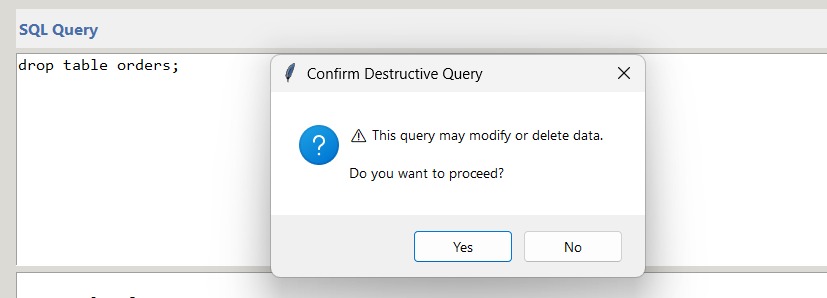 SQL Query
drop table orders;
Confirm Destructive Query
⚠ This query may modify or delete data.
Do you want to proceed?
Yes
No